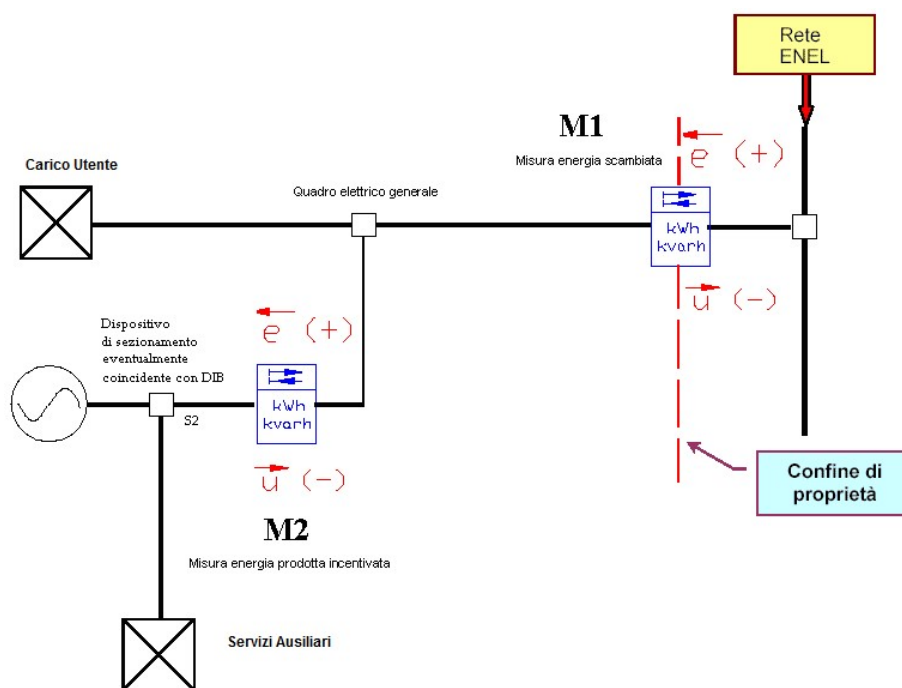 Rete
ENEL
M1
e (+)
Misura energia scambiata
Carico Utente
Quadro elettrico generale
kWh
kvarh
u (-)
Dispositivo
di sezionamento
eventualmente
coincidente con DIB
e (+)
S2
kWh
kvarh
u (-)
Confine di
proprietà
M2
Misura energia prodotta incentivata
Servizi Ausiliari